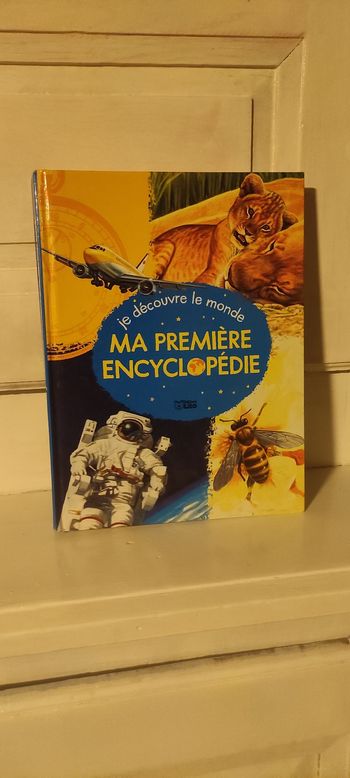 je découvre le monde
MA PREMIÈRE
ENCYCLOPÉDIE